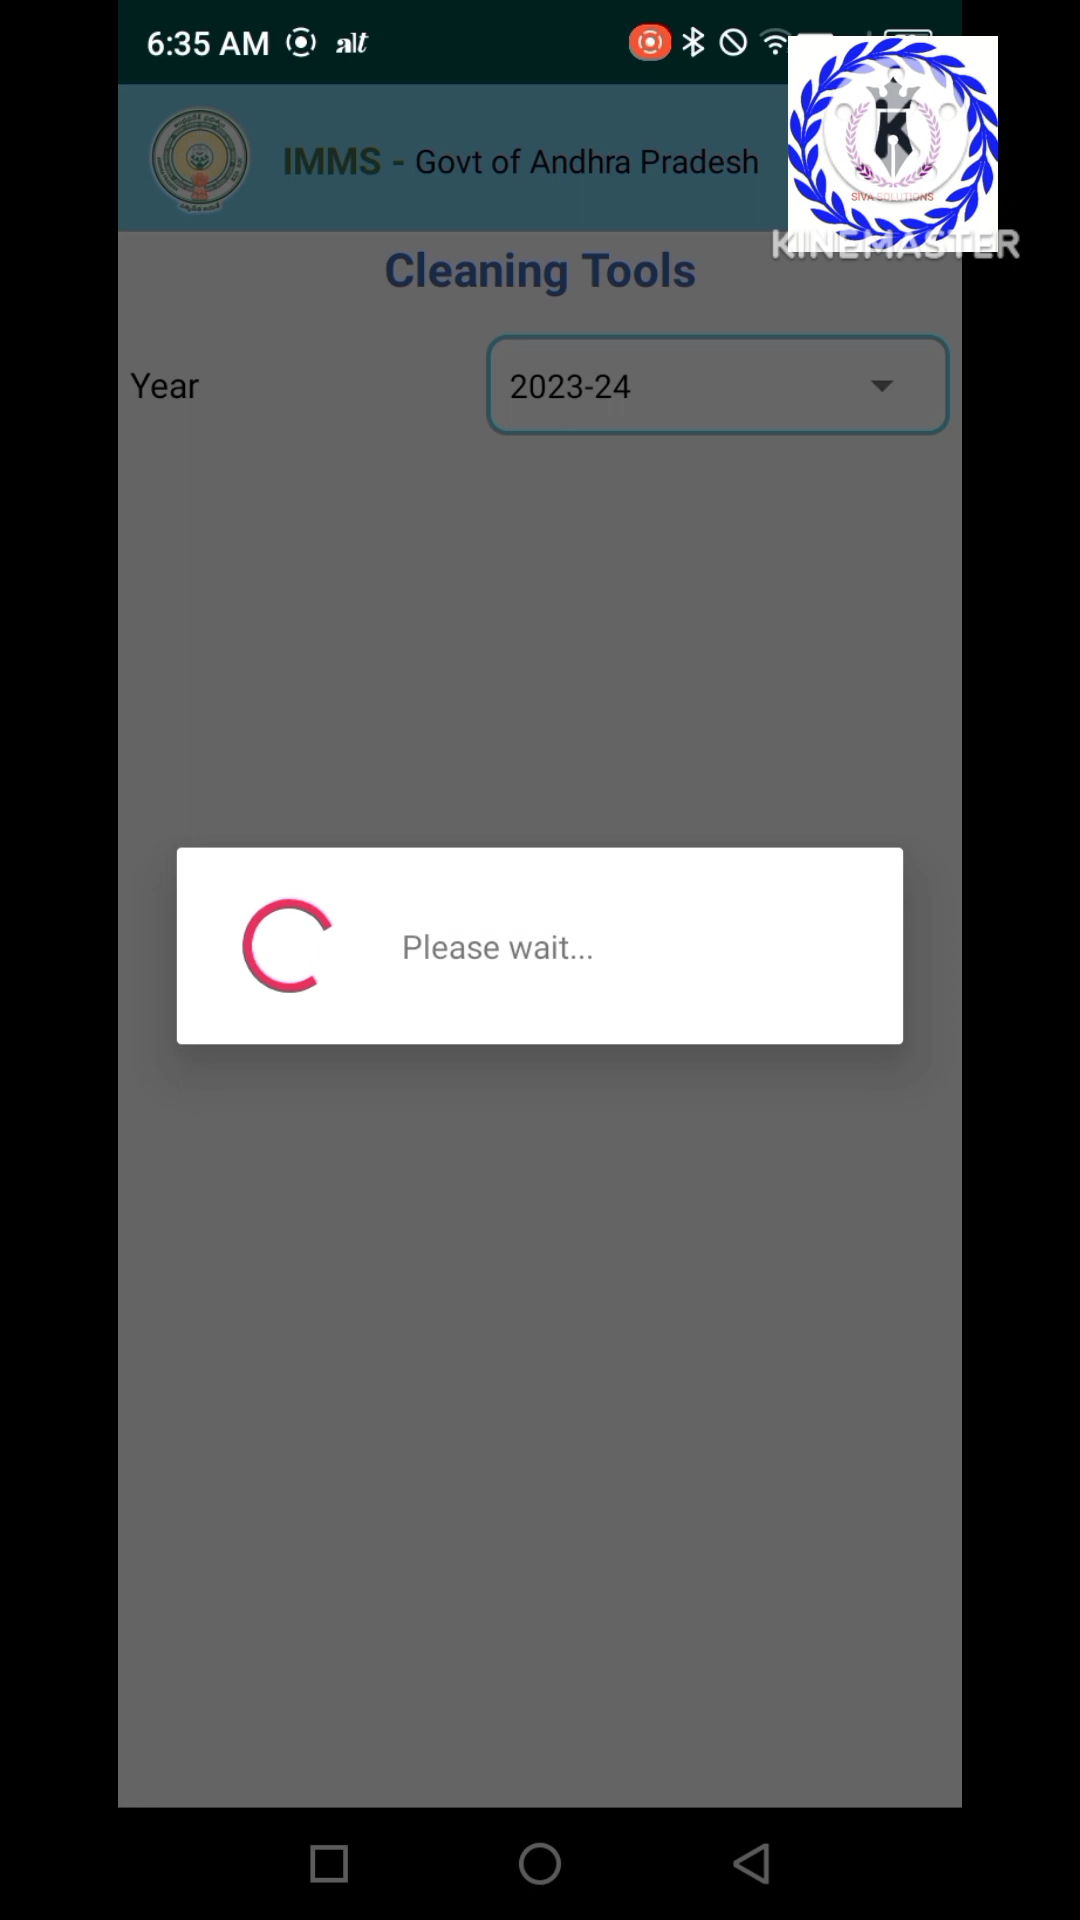 6:35 AM alt
IMMS - Govt of Andhra Pradesh
SIVA SOLUTIONS
KINEMASTER
Cleaning Tools
Year 2023-24
Please wait...